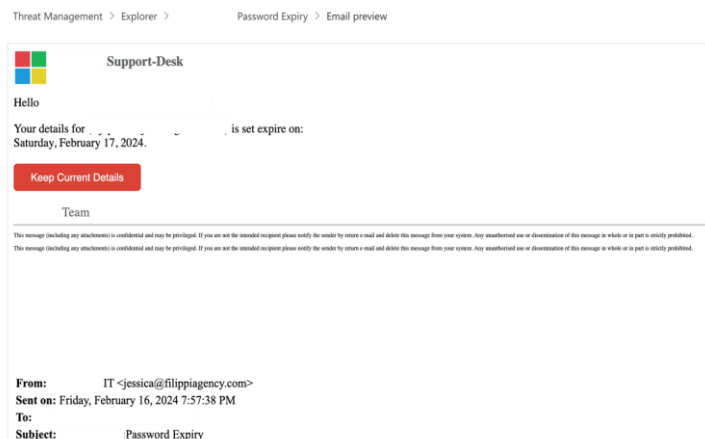 Threat Management > Explorer > Password Expiry > Email preview
Support-Desk
Hello
Your details for is set expire on:
Saturday, February 17, 2024.
Keep Current Details
Team
This message (including any attachments) is confidential and may be privileged. If you are not the intended recipient please notify the sender by return e-mail and delete this message from your system. Any unauthorised use or dissemination of this message in whole or in part is strictly prohibited.
This message (including any attachments) is confidential and may be privileged. If you are not the intended recipient please notify the sender by return e-mail and delete this message from your system. Any unauthorised use or dissemination of this message in whole or in part is strictly prohibited.
From: IT <jessica@filippiagency.com>
Sent on: Friday, February 16, 2024 7:57:38 PM
To:
Subject: :Password Expiry